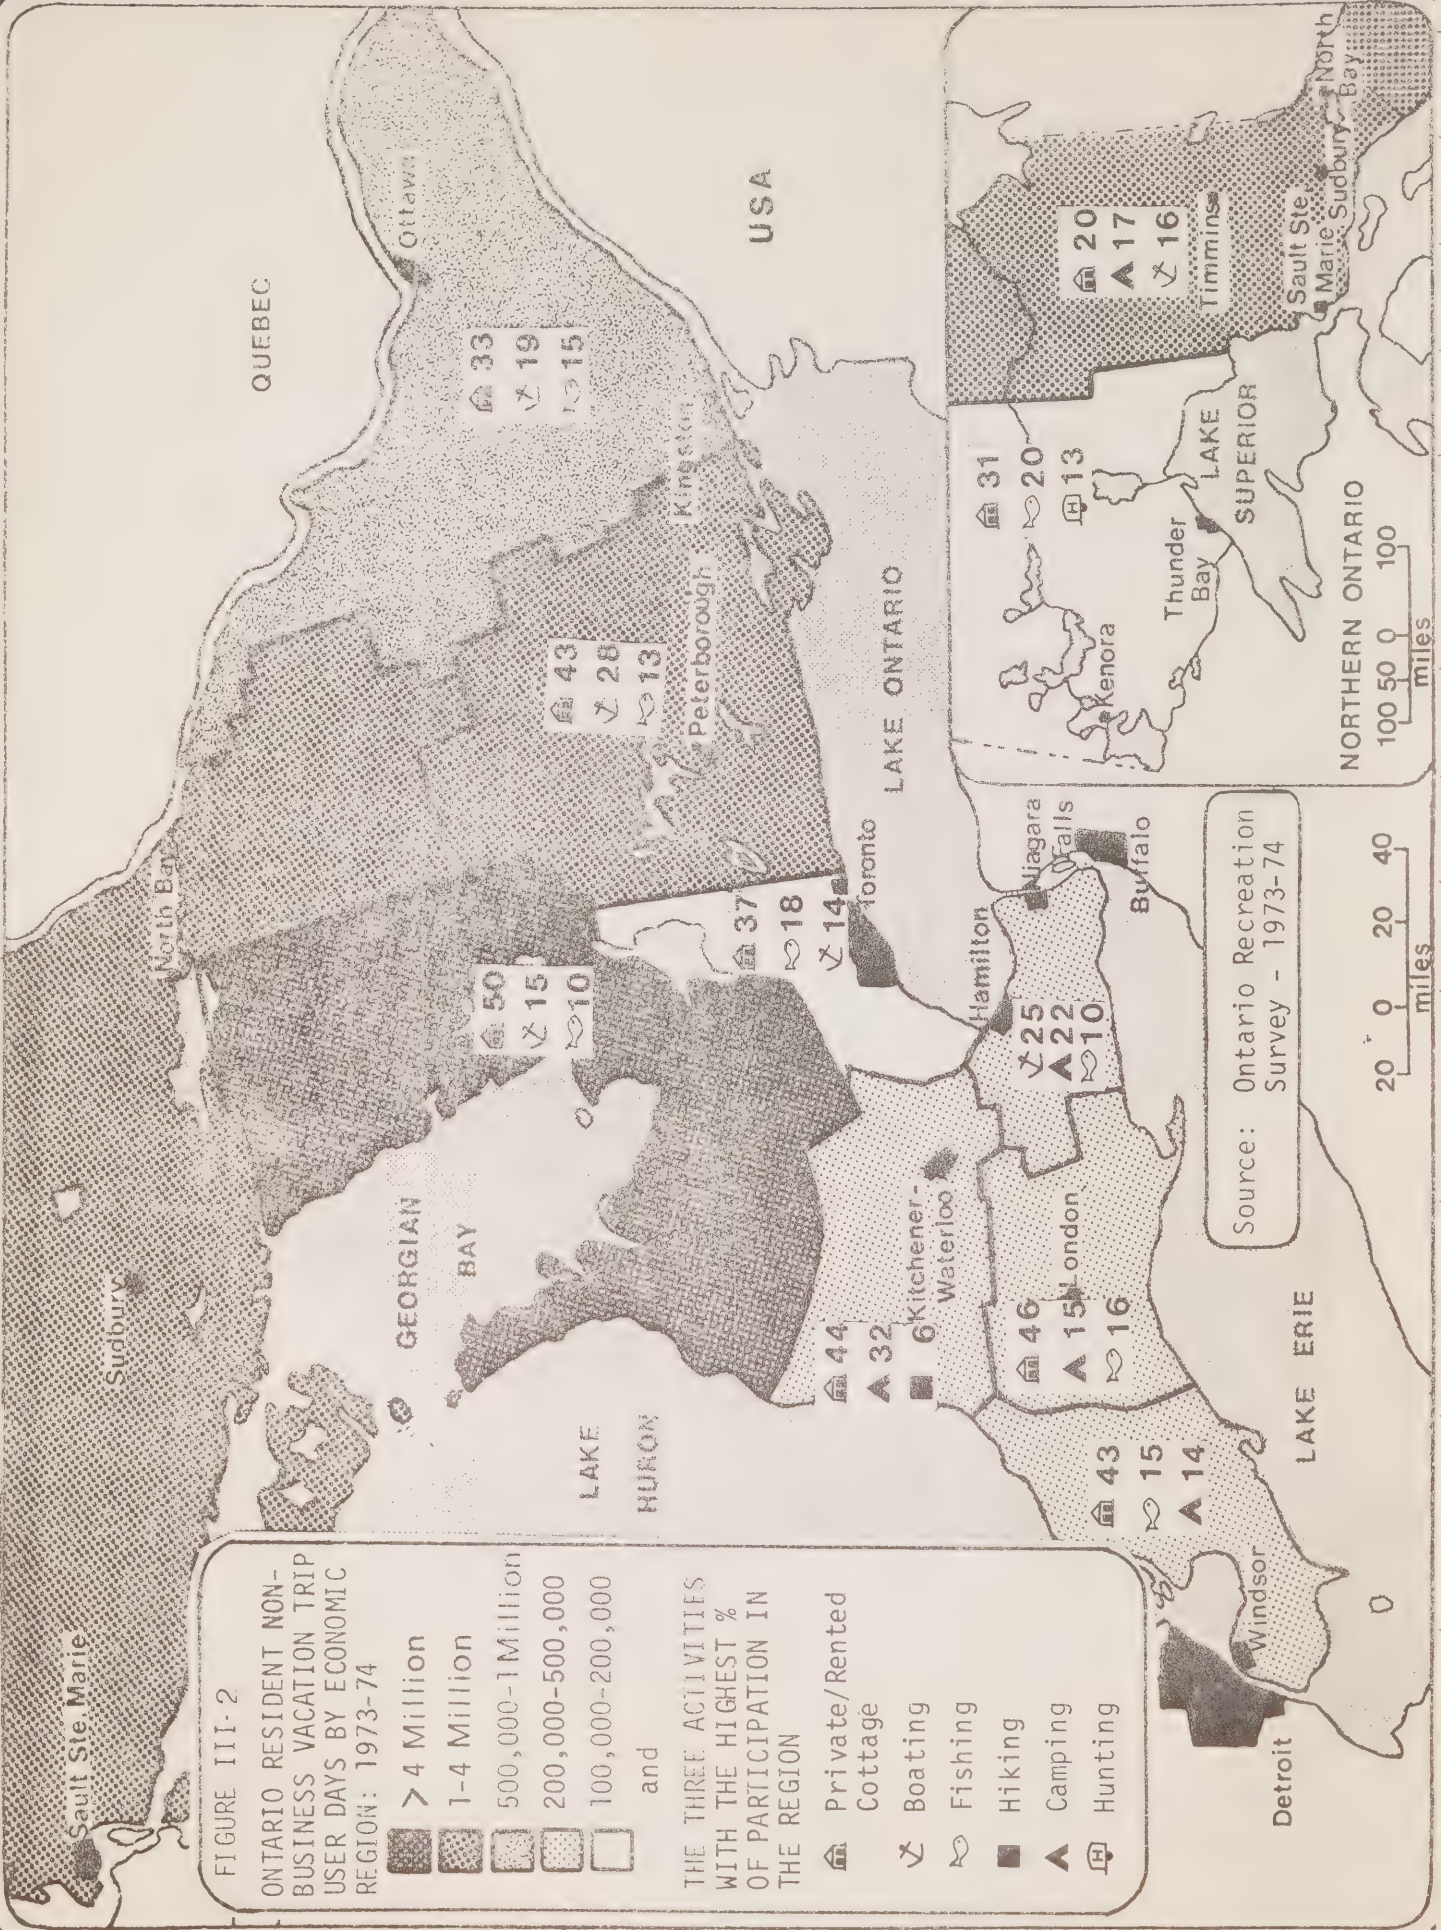 FIGURE III-2
ONTARIO RESIDENT NON-
BUSINESS VACATION TRIP
USER DAYS BY ECONOMIC
REGION: 1973-74
> 4 Million
1-4 Million
500,000-1Million
200,000-500,000
100,000-200,000
and
THE THREE ACTIVITIES
WITH THE HIGHEST %
OF PARTICIPATION IN
THE REGION
Private/Rented
Cottage
Boating
Fishing
Hiking
Camping
H Hunting
Sault Ste. Marie
Sudbury
North Bay
QUEBEC
Ottawa
33
19
15
Kingston
43
28
13
Peterborough
50
15
10
GEORGIAN
BAY
LAKE
HURON
37
18
14
Toronto
LAKE ONTARIO
USA
Hamilton
Niagara
Falls
Buffalo
25
22
10
44
32
6
Kitchener-
Waterloo
46
15
16
London
43
15
14
Windsor
Detroit
LAKE ERIE
Source: Ontario Recreation
Survey - 1973-74
20 0 20 40
miles
31
20
H 13
20
17
16
Timmins
Sault Ste.
Marie
Sudbury
North
Bay
Kenora
Thunder
Bay
LAKE
SUPERIOR
NORTHERN ONTARIO
100 50 0 100
miles